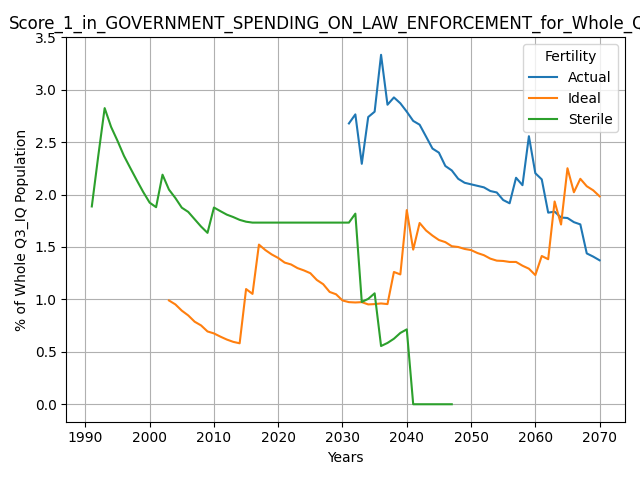 Score_1_in_GOVERNMENT_SPENDING_ON_LAW_ENFORCEMENT_for_Whole_Q
3.5
3.0
2.5
2.0
1.5
1.0
0.5
0.0
% of Whole Q3_IQ Population
Fertility
Actual
Ideal
Sterile
1990 2000 2010 2020 2030 2040 2050 2060 2070
Years